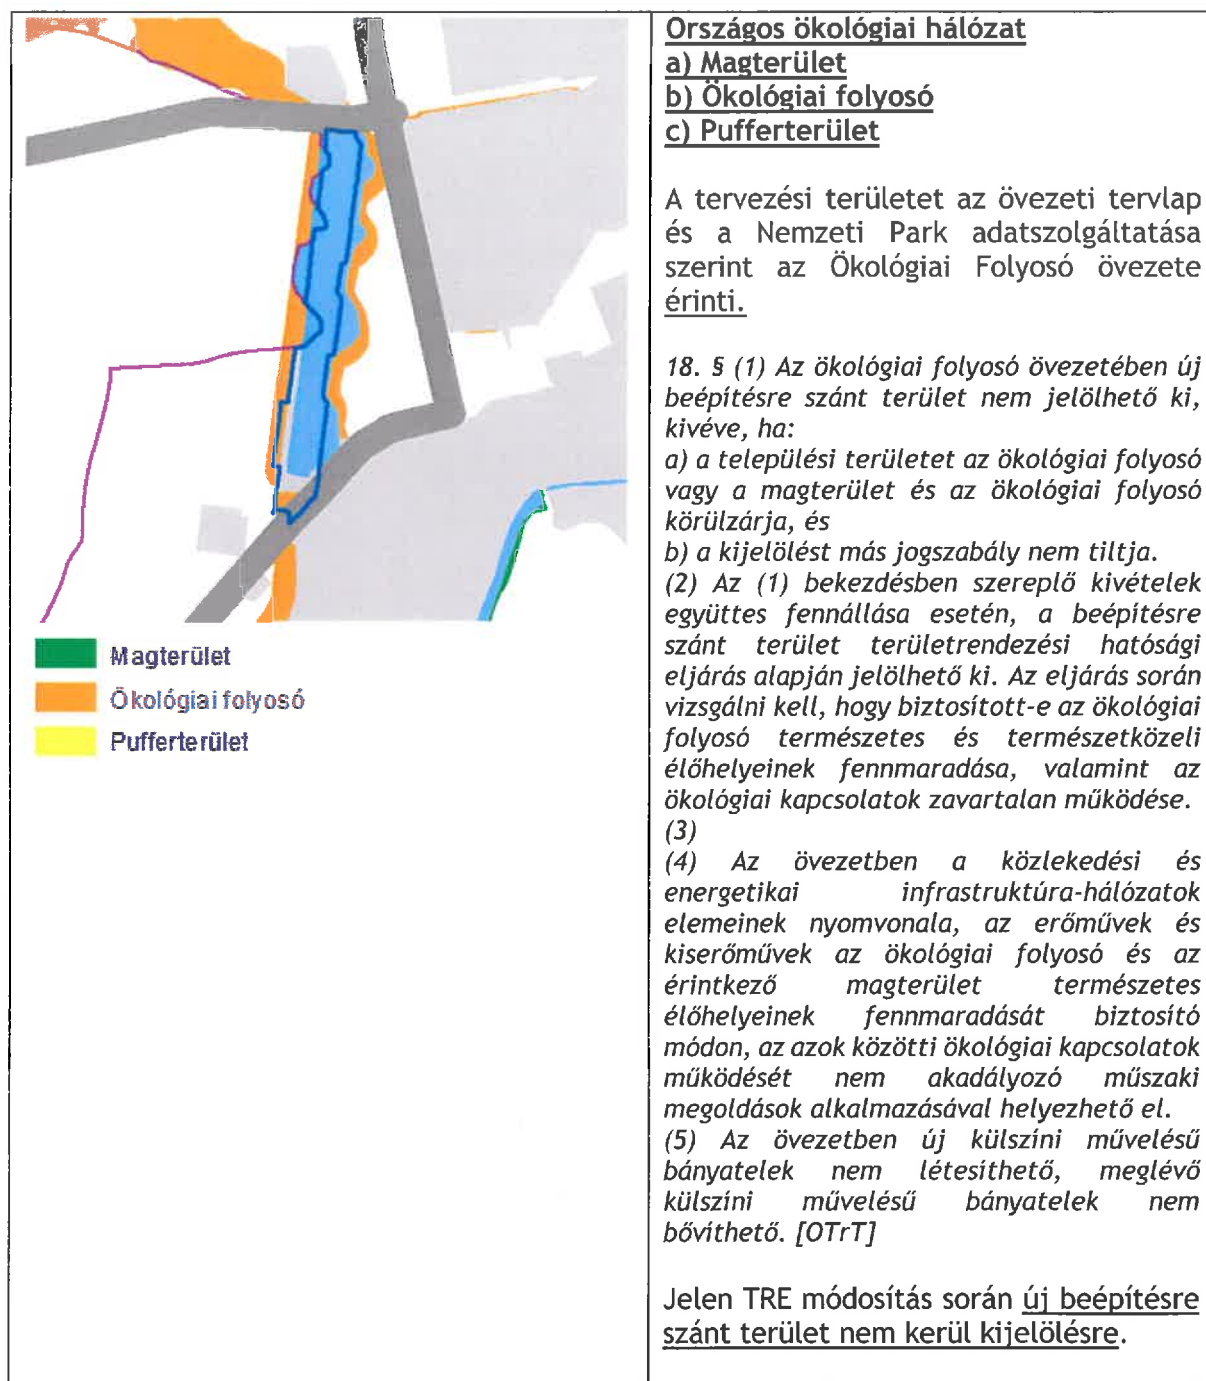 Országos ökológiai hálózat
a) Magterület
b) Ökológiai folyosó
c) Pufferterület
A tervezési területet az övezeti tervlap
és a Nemzeti Park adatszolgáltatása
szerint az Ökológiai Folyosó övezete
érinti.
18. § (1) Az ökológiai folyosó övezetében új
beépítésre szánt terület nem jelölhető ki,
kivéve, ha:
a) a települési területet az ökológiai folyosó
vagy a magterület és az ökológiai folyosó
körülzárja, és
b) a kijelölést más jogszabály nem tiltja.
(2) Az (1) bekezdésben szereplő kivételek
együttes fennállása esetén, a beépítésre
szánt terület területrendezési hatósági
eljárás alapján jelölhető ki. Az eljárás során
vizsgálni kell, hogy biztosított-e az ökológiai
folyosó természetes és természetközeli
élőhelyeinek fennmaradása, valamint az
ökológiai kapcsolatok zavartalan működése.
(3)
(4) Az övezetben a közlekedési és
energetikai infrastruktúra-hálózatok
elemeinek nyomvonala, az erőművek és
kiserőművek az ökológiai folyosó és az
érintkező magterület természetes
élőhelyeinek fennmaradását biztosító
módon, az azok közötti ökológiai kapcsolatok
működését nem akadályozó műszaki
megoldások alkalmazásával helyezhető el.
(5) Az övezetben új külszíni művelésű
bányatelek nem létesíthető, meglévő
külszíni művelésű bányatelek nem
bővíthető. [OTrT]
Jelen TRE módosítás során új beépítésre
szánt terület nem kerül kijelölésre.
Magterület
Ökológiai folyosó
Pufferterület